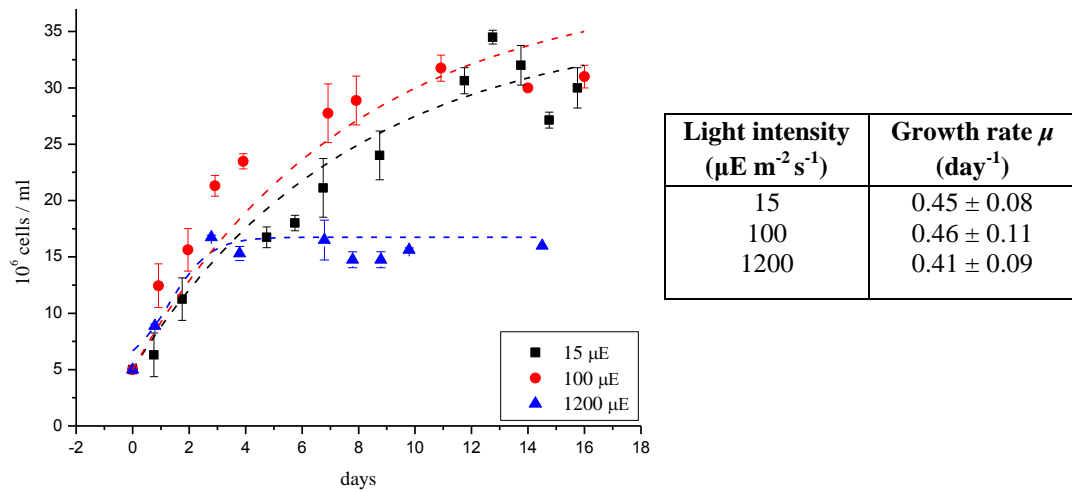 35
30
25
20
15
10
5
0
10⁶ cells / ml
-2 0 2 4 6 8 10 12 14 16 18
days
15 µE
100 µE
1200 µE
Light intensity Growth rate µ
(µE m⁻² s⁻¹) (day⁻¹)
15 0.45 ± 0.08
100 0.46 ± 0.11
1200 0.41 ± 0.09